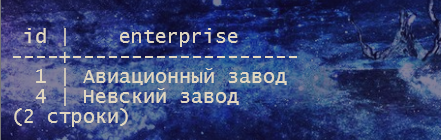 id | enterprise
----+----------------------
1 | Авиационный завод
4 | Невский завод
(2 строки)